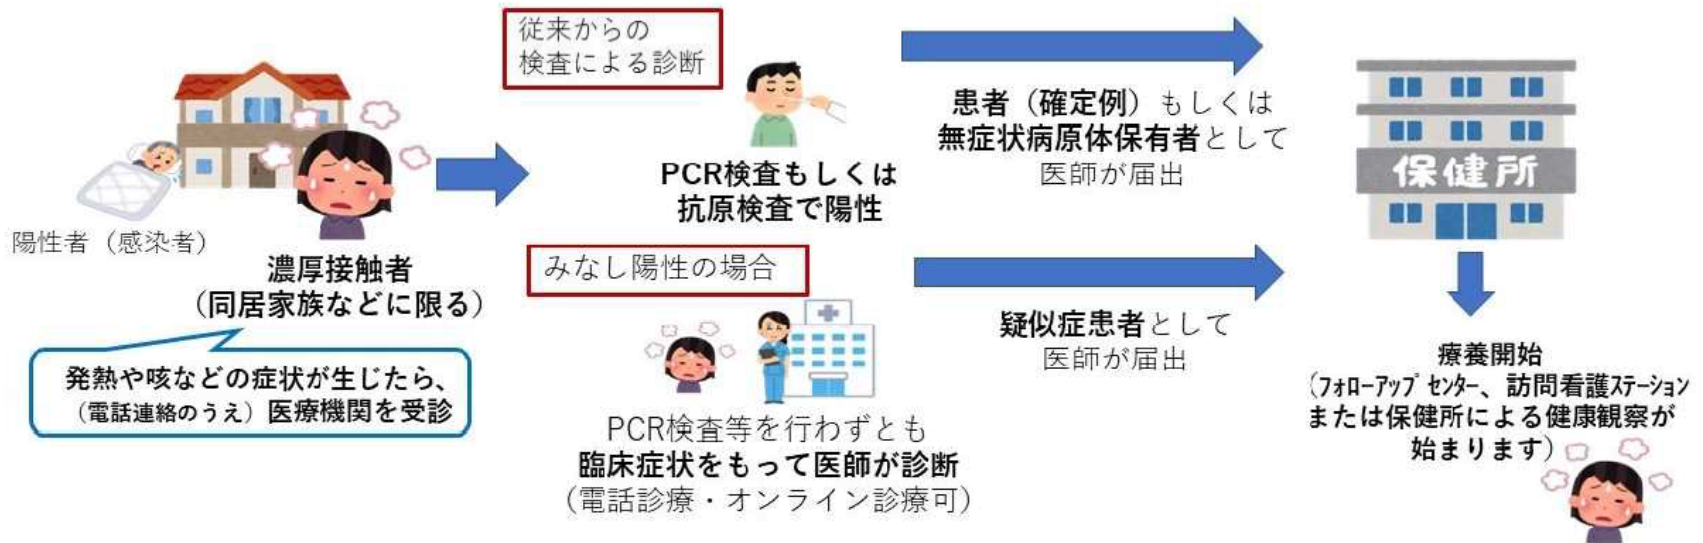 陽性者（感染者）
濃厚接触者
（同居家族などに限る）
発熱や咳などの症状が生じたら、
（電話連絡のうえ）医療機関を受診
従来からの
検査による診断
PCR検査もしくは
抗原検査で陽性
患者（確定例）もしくは
無症状病原体保有者として
医師が届出
みなし陽性の場合
PCR検査等を行わずとも
臨床症状をもって医師が診断
（電話診療・オンライン診療可）
疑似症患者として
医師が届出
保健所
療養開始
（フォローアップ センター、訪問看護ステーション
または保健所による健康観察が
始まります）